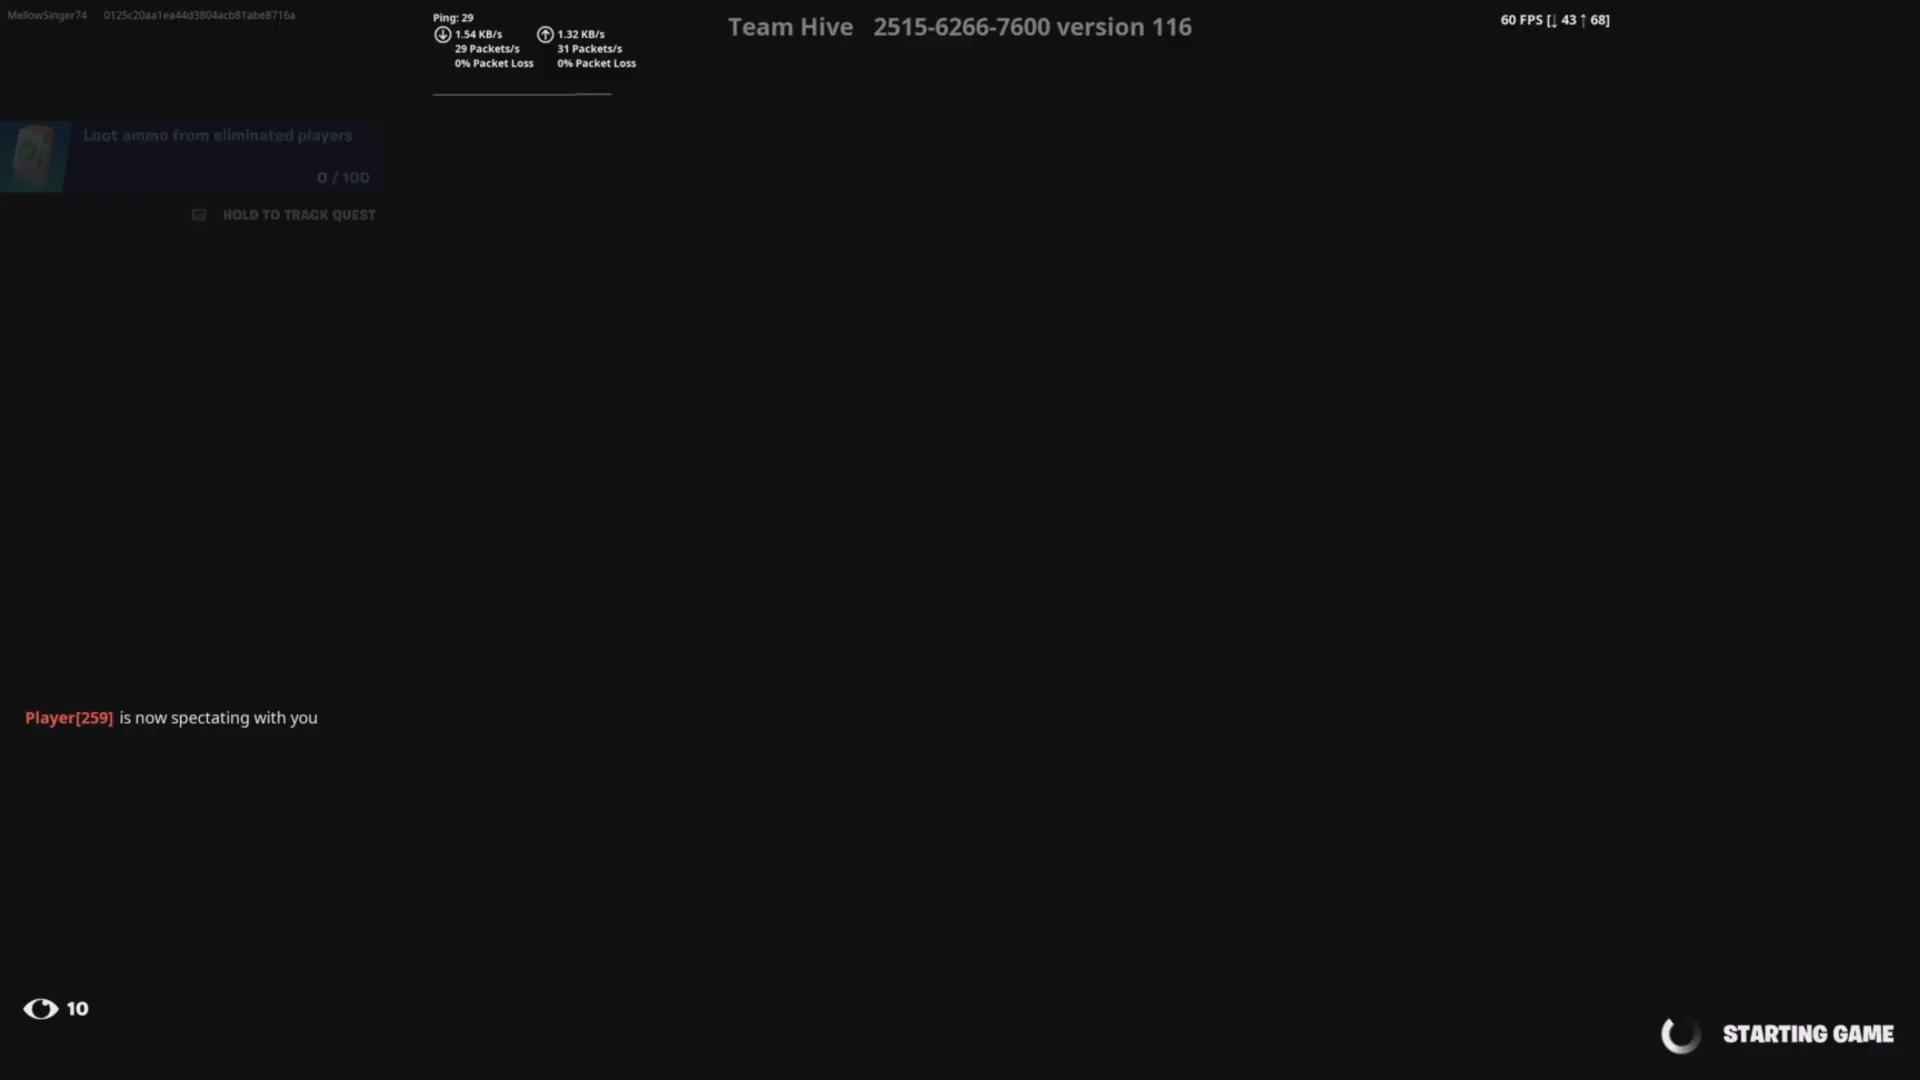 MellowSinger74 0125c20aa1ea44d3804acb81abe8716a
Ping: 29
1.54 KB/s 1.32 KB/s
29 Packets/s 31 Packets/s
0% Packet Loss 0% Packet Loss
Team Hive 2515-6266-7600 version 116
60 FPS [↓ 43 ↑ 68]
Loot ammo from eliminated players
0 / 100
HOLD TO TRACK QUEST
Player[259] is now spectating with you
10
STARTING GAME